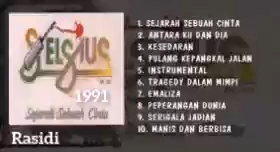 CELSIUS
1991
Sejarah Sebuah Cinta
Rasidi
1. SEJARAH SEBUAH CINTA
2. ANTARA KU DAN DIA
3. KESEDARAN
4. PULANG KEPANGKAL JALAN
5. INSTRUMENTAL
6. TRAGEDY DALAM MIMPI
7. EMALIZA
8. PEPERANGAN DUNIA
9. SERIGALA JADIAN
10. MANIS DAN BERBISA